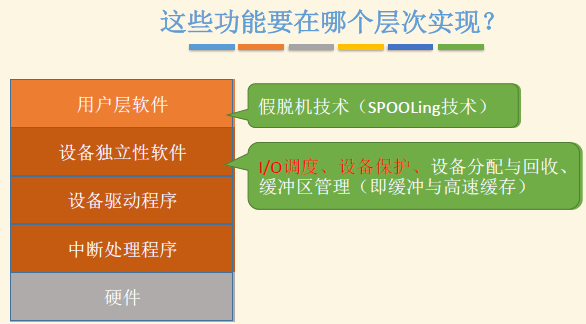 这些功能要在哪个层次实现？
用户层软件
假脱机技术（SPOOLing技术）
设备独立性软件
I/O调度、设备保护、设备分配与回收、
缓冲区管理（即缓冲与高速缓存）
设备驱动程序
中断处理程序
硬件